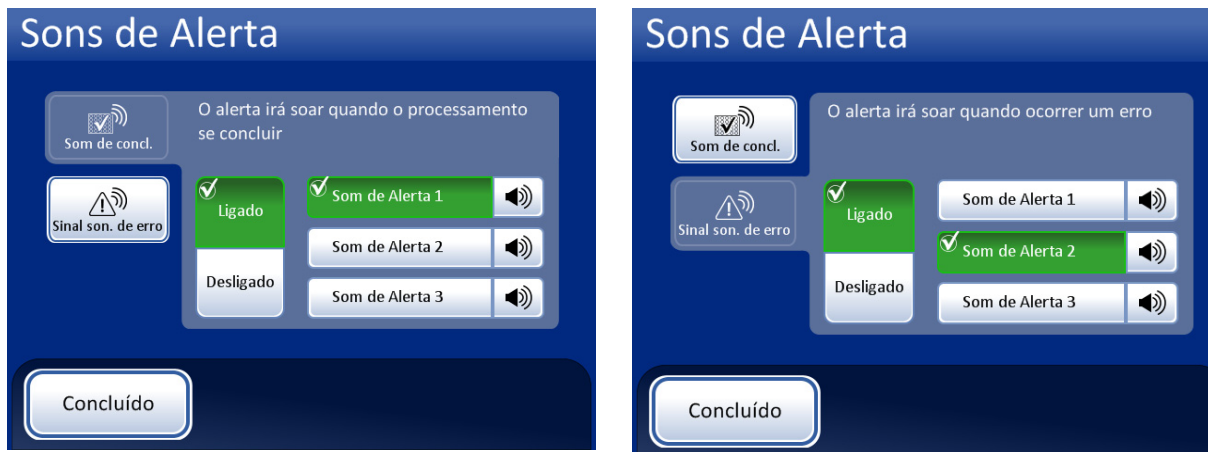 Sons de Alerta
Som de concl.
O alerta irá soar quando o processamento
se concluir
Sinal son. de erro
Ligado
Desligado
Som de Alerta 1
Som de Alerta 2
Som de Alerta 3
Concluído
Sons de Alerta
Som de concl.
O alerta irá soar quando ocorrer um erro
Sinal son. de erro
Ligado
Desligado
Som de Alerta 1
Som de Alerta 2
Som de Alerta 3
Concluído